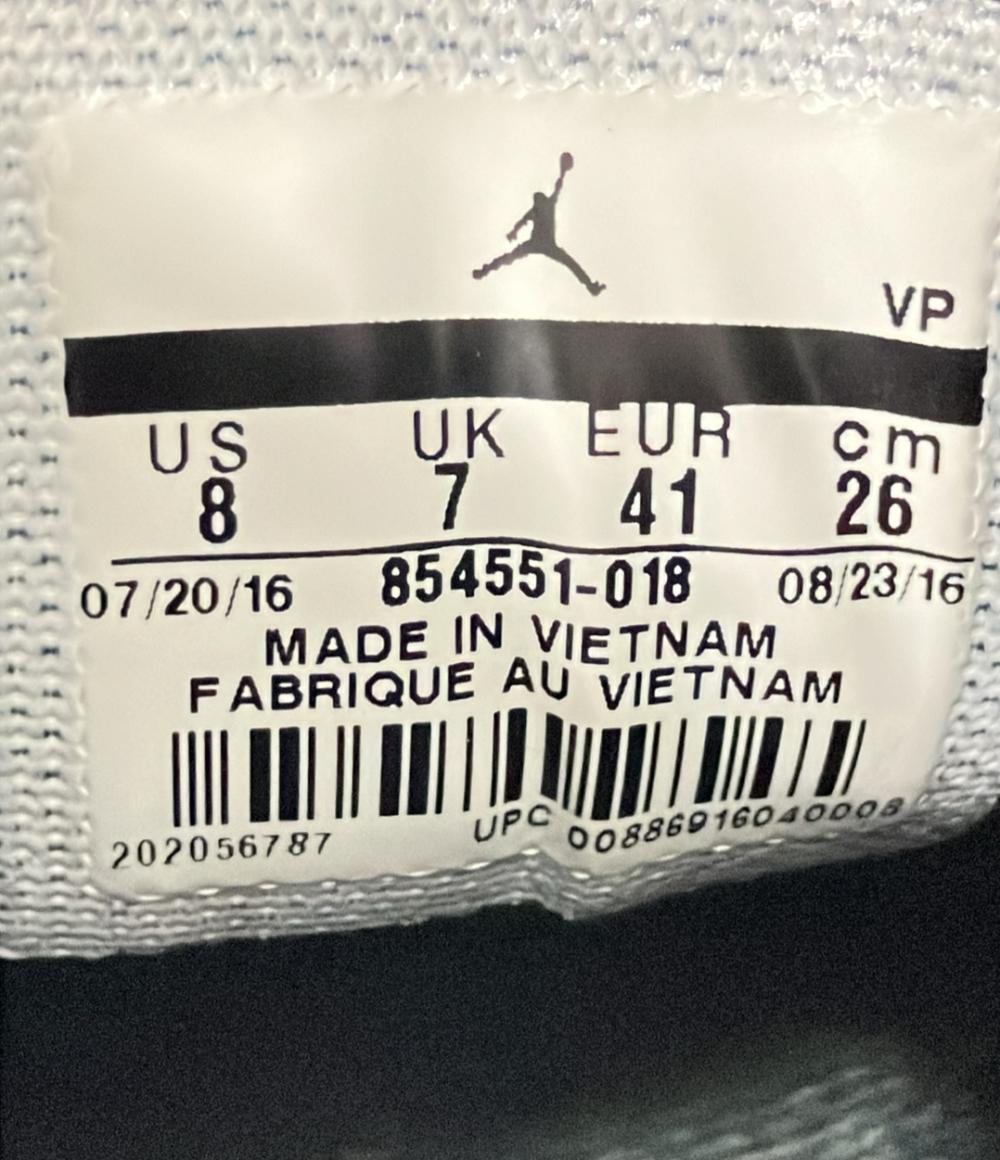 VP
US UK EUR cm
8 7 41 26
07/20/16 854551-018 08/23/16
MADE IN VIETNAM
FABRIQUE AU VIETNAM
202056787 UPC 00886916040008